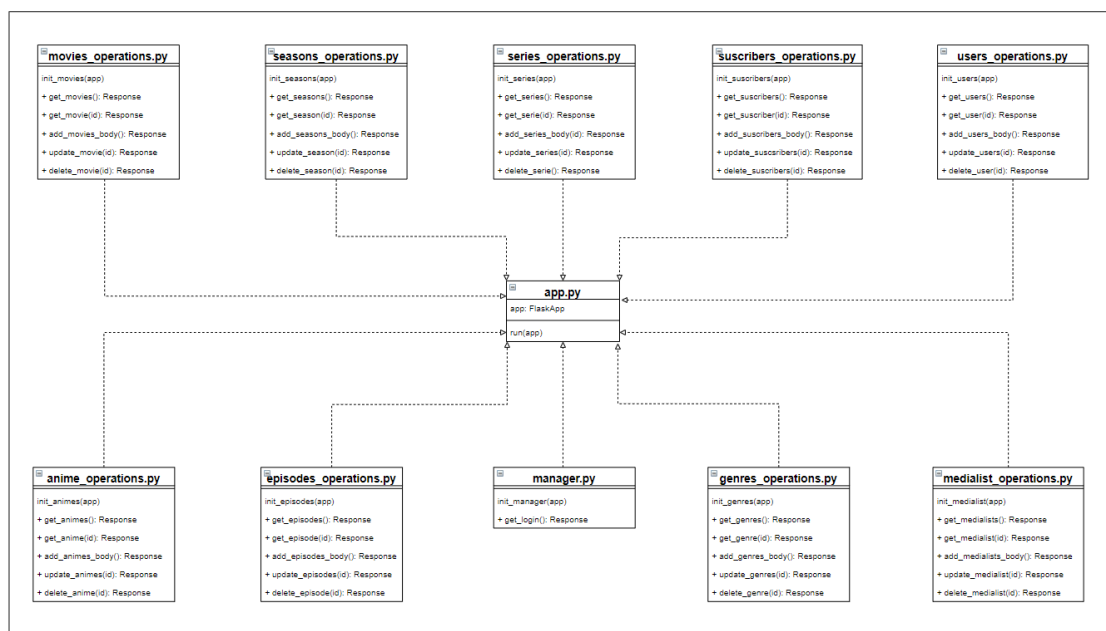 movies_operations.py
init_movies(app)
+ get_movies(): Response
+ get_movie(id): Response
+ add_movies_body(): Response
+ update_movie(id): Response
+ delete_movie(id): Response
seasons_operations.py
init_seasons(app)
+ get_seasons(): Response
+ get_season(id): Response
+ add_seasons_body(): Response
+ update_season(id): Response
+ delete_season(id): Response
series_operations.py
init_series(app)
+ get_series(): Response
+ get_serie(id): Response
+ add_series_body(): Response
+ update_series(id): Response
+ delete_serie(): Response
suscribers_operations.py
init_suscribers(app)
+ get_suscribers(): Response
+ get_suscriber(id): Response
+ add_suscribers_body(): Response
+ update_suscsribers(id): Response
+ delete_suscribers(id): Response
users_operations.py
init_users(app)
+ get_users(): Response
+ get_user(id): Response
+ add_users_body(): Response
+ update_users(id): Response
+ delete_user(id): Response
app.py
app: FlaskApp
run(app)
anime_operations.py
init_animes(app)
+ get_animes(): Response
+ get_anime(id): Response
+ add_animes_body(): Response
+ update_animes(id): Response
+ delete_anime(id): Response
episodes_operations.py
init_episodes(app)
+ get_episodes(): Response
+ get_episode(id): Response
+ add_episodes_body(): Response
+ update_episodes(id): Response
+ delete_episode(id): Response
manager.py
init_manager(app)
+ get_login(): Response
genres_operations.py
init_genres(app)
+ get_genres(): Response
+ get_genre(id): Response
+ add_genres_body(): Response
+ update_genres(id): Response
+ delete_genre(id): Response
medialist_operations.py
init_medialist(app)
+ get_medialists(): Response
+ get_medialist(id): Response
+ add_medialists_body(): Response
+ update_medialist(id): Response
+ delete_medialist(id): Response